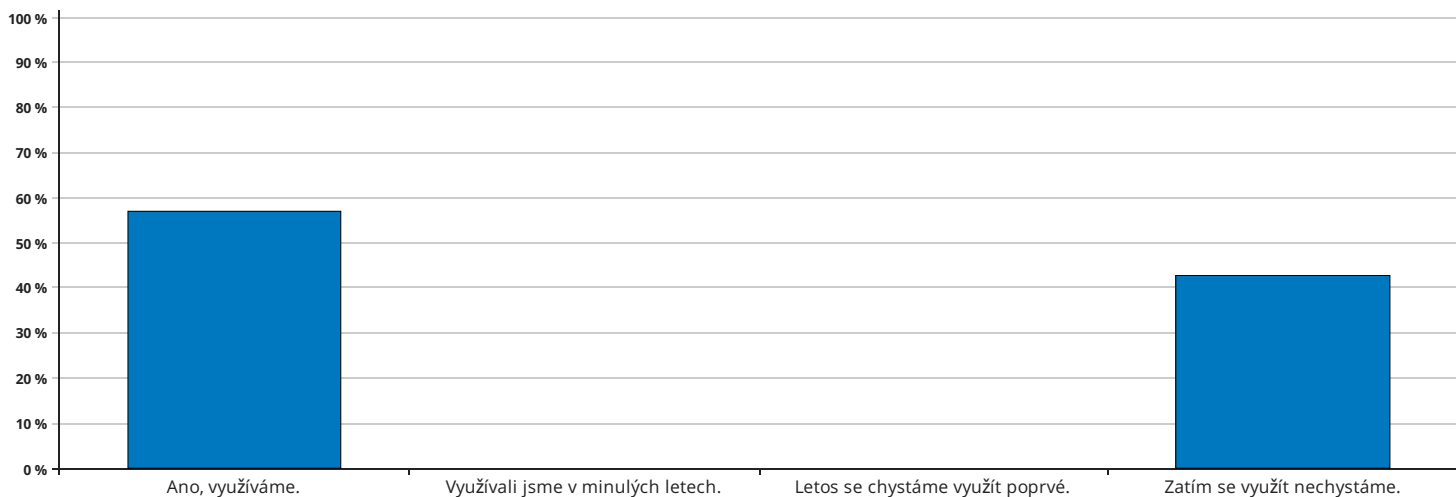 100 %
90 %
80 %
70 %
60 %
50 %
40 %
30 %
20 %
10 %
0 %
Ano, využíváme.
Využívali jsme v minulých letech.
Letos se chystáme využít poprvé.
Zatím se využít nechystáme.